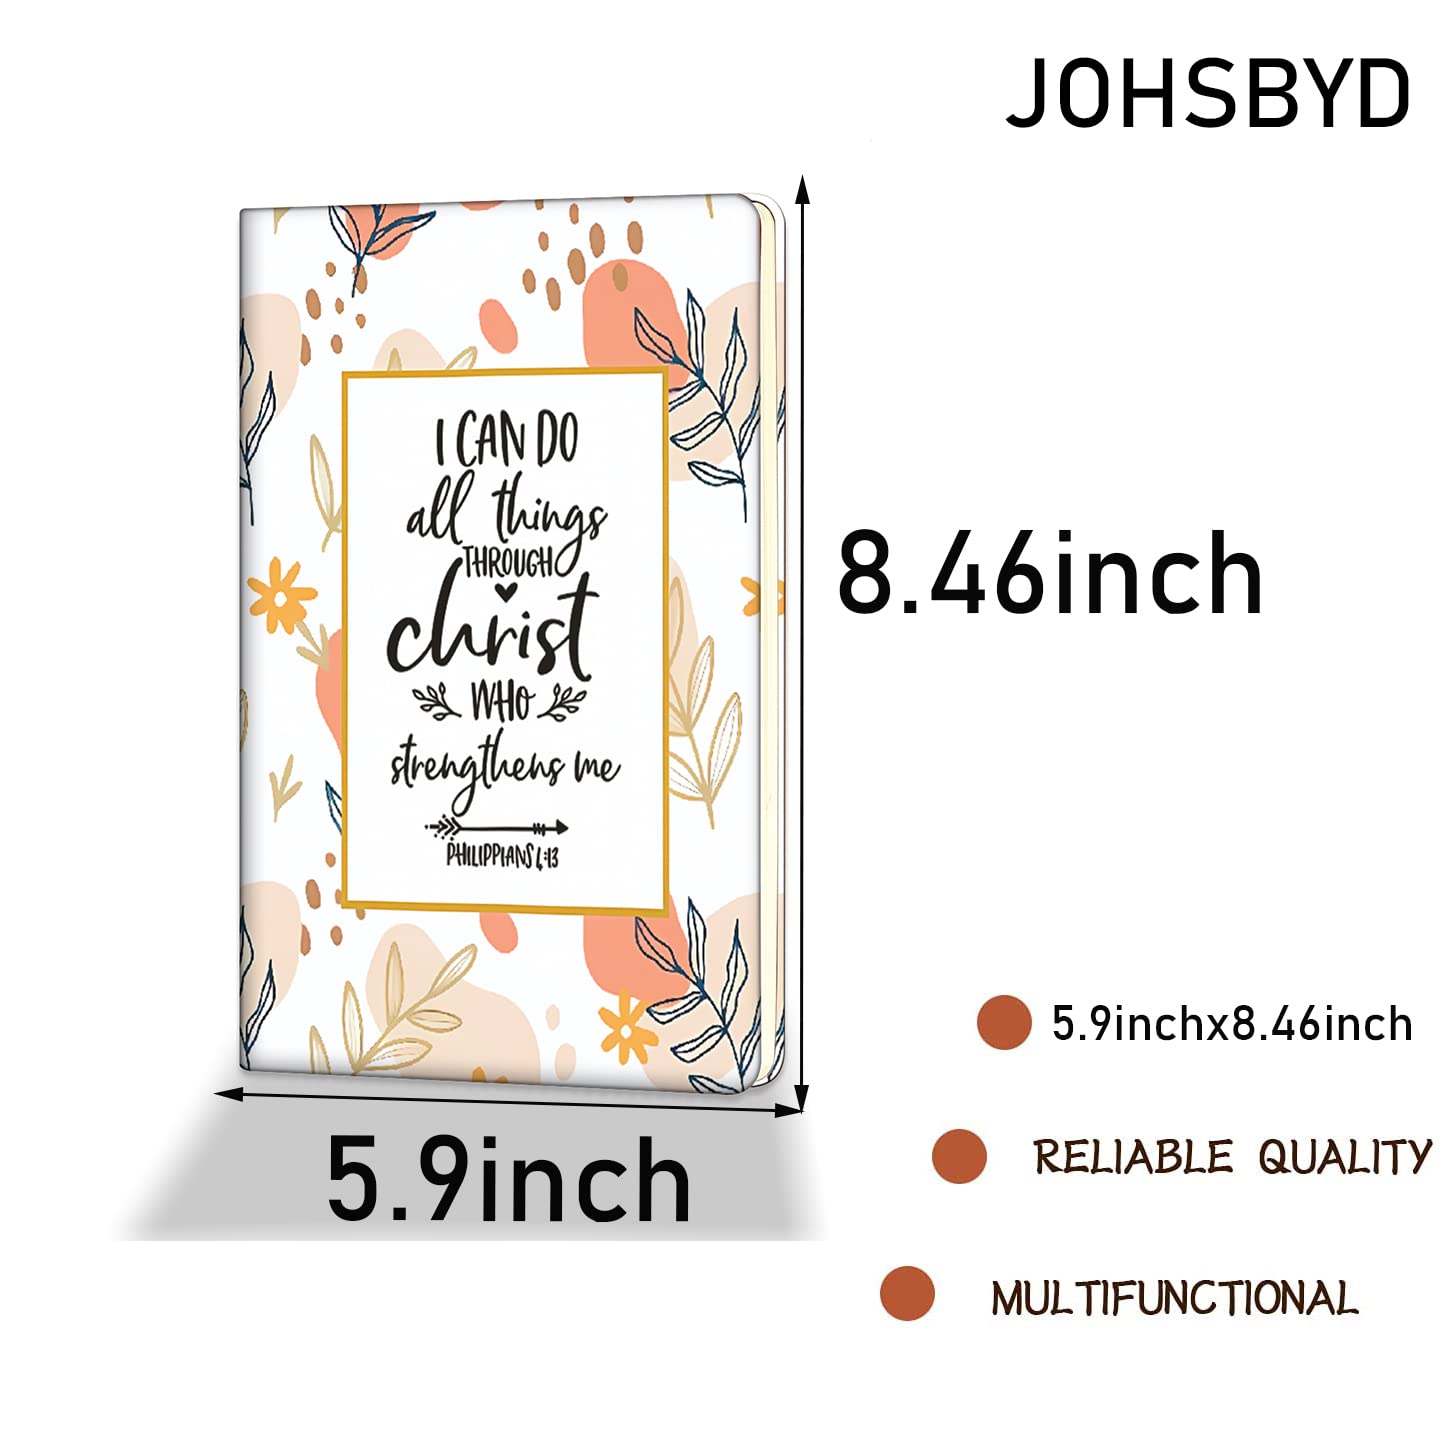 JOHSBYD
I CAN DO
all things
THROUGH
christ
WHO
strengthens me
PHILIPPIANS 4:13
8.46inch
5.9inch
5.9inchx8.46inch
RELIABLE QUALITY
MULTIFUNCTIONAL